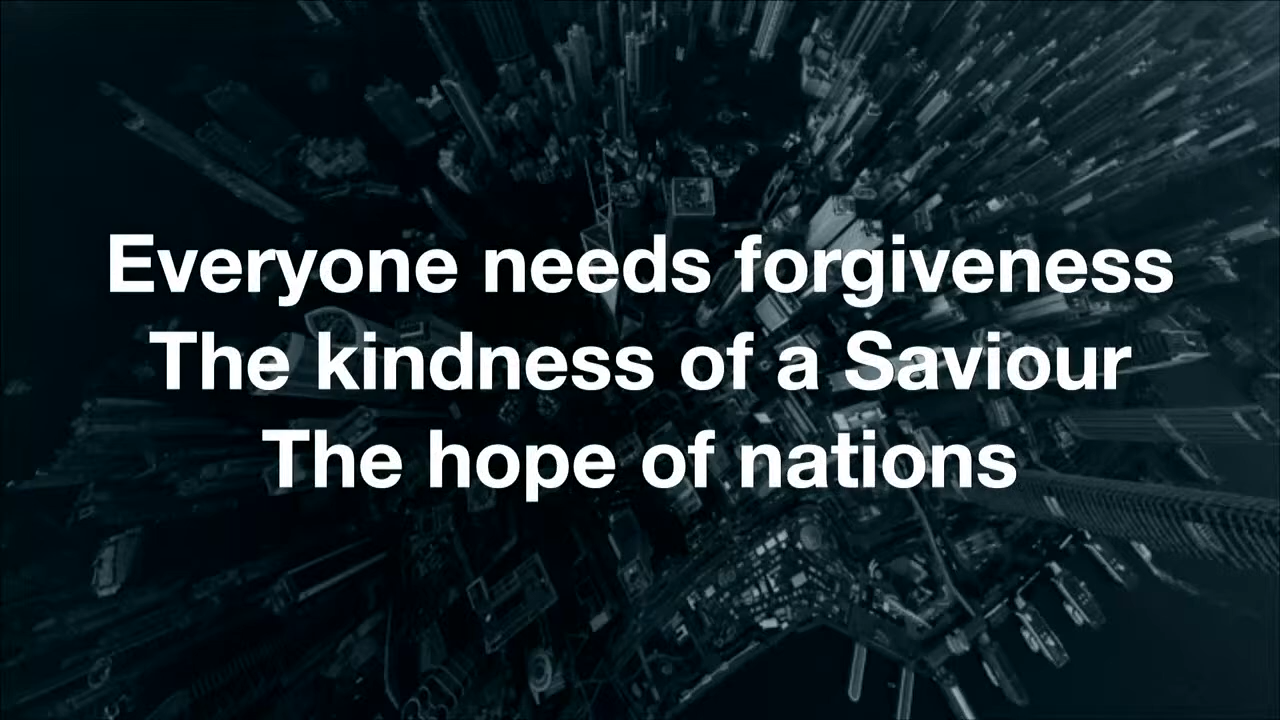 Everyone needs forgiveness
The kindness of a Saviour
The hope of nations